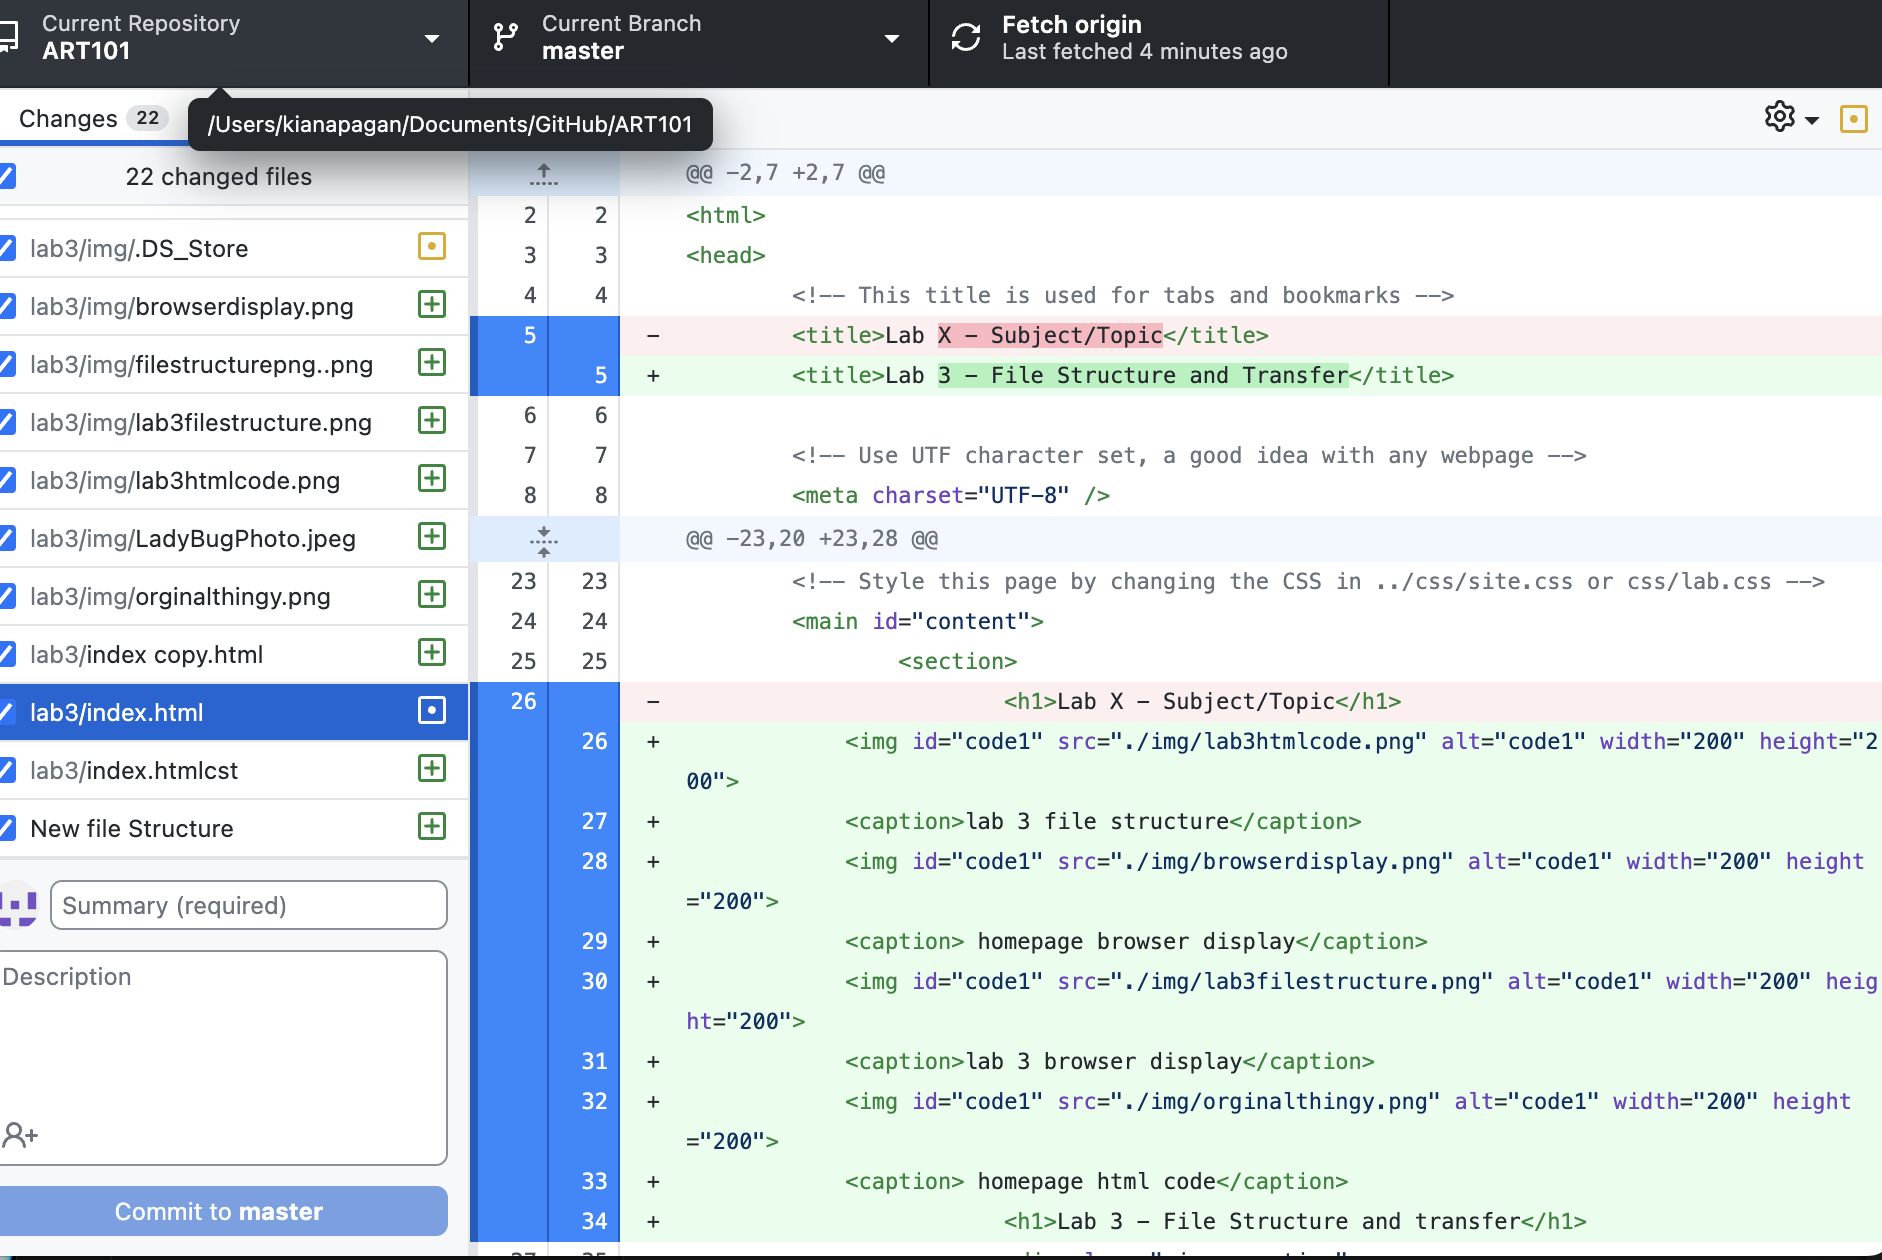 Current Repository
ART101
Current Branch
master
Fetch origin
Last fetched 4 minutes ago
Changes 22
/Users/kianapagan/Documents/GitHub/ART101
22 changed files
lab3/img/.DS_Store
lab3/img/browserdisplay.png
lab3/img/filestructurepng..png
lab3/img/lab3filestructure.png
lab3/img/lab3htmlcode.png
lab3/img/LadyBugPhoto.jpeg
lab3/img/orginalthingy.png
lab3/index copy.html
lab3/index.html
lab3/index.htmlcst
New file Structure
Summary (required)
Description
Commit to master
@@ -2,7 +2,7 @@
2 2 <html>
3 3 <head>
4 4 <!-- This title is used for tabs and bookmarks -->
5 - <title>Lab X - Subject/Topic</title>
5 + <title>Lab 3 - File Structure and Transfer</title>
6 6
7 7 <!-- Use UTF character set, a good idea with any webpage -->
8 8 <meta charset="UTF-8" />
@@ -23,20 +23,28 @@
23 23 <!-- Style this page by changing the CSS in ../css/site.css or css/lab.css -->
24 24 <main id="content">
25 25 <section>
26 - <h1>Lab X - Subject/Topic</h1>
26 + <img id="code1" src="./img/lab3htmlcode.png" alt="code1" width="200" height="2
00">
27 + <caption>lab 3 file structure</caption>
28 + <img id="code1" src="./img/browserdisplay.png" alt="code1" width="200" height
="200">
29 + <caption> homepage browser display</caption>
30 + <img id="code1" src="./img/lab3filestructure.png" alt="code1" width="200" heig
ht="200">
31 + <caption>lab 3 browser display</caption>
32 + <img id="code1" src="./img/orginalthingy.png" alt="code1" width="200" height
="200">
33 + <caption> homepage html code</caption>
34 + <h1>Lab 3 - File Structure and transfer</h1>